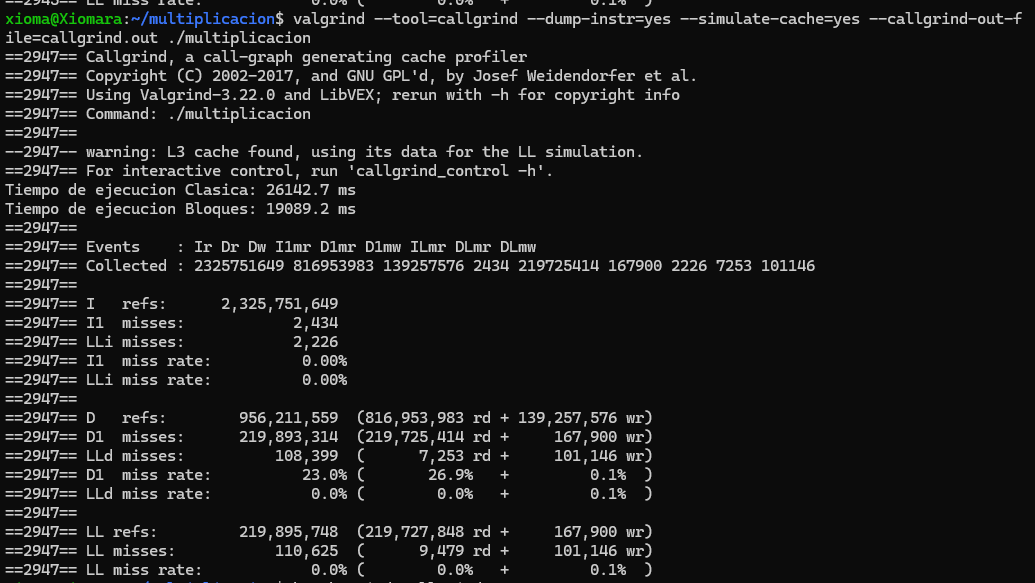 xioma@Xiomara:~/multiplicacion$ valgrind --tool=callgrind --dump-instr=yes --simulate-cache=yes --callgrind-out-f
ile=callgrind.out ./multiplicacion
==2947== Callgrind, a call-graph generating cache profiler
==2947== Copyright (C) 2002-2017, and GNU GPL'd, by Josef Weidendorfer et al.
==2947== Using Valgrind-3.22.0 and LibVEX; rerun with -h for copyright info
==2947== Command: ./multiplicacion
==2947==
--2947-- warning: L3 cache found, using its data for the LL simulation.
==2947== For interactive control, run 'callgrind_control -h'.
Tiempo de ejecucion Clasica: 26142.7 ms
Tiempo de ejecucion Bloques: 19089.2 ms
==2947==
==2947== Events    : Ir Dr Dw I1mr D1mr D1mw ILmr DLmr DLmw
==2947== Collected : 2325751649 816953983 139257576 2434 219725414 167900 2226 7253 101146
==2947==
==2947== I   refs:      2,325,751,649
==2947== I1  misses:            2,434
==2947== LLi misses:            2,226
==2947== I1  miss rate:          0.00%
==2947== LLi miss rate:          0.00%
==2947==
==2947== D   refs:        956,211,559  (816,953,983 rd + 139,257,576 wr)
==2947== D1  misses:      219,893,314  (219,725,414 rd +     167,900 wr)
==2947== LLd misses:          108,399  (      7,253 rd +     101,146 wr)
==2947== D1  miss rate:          23.0% (       26.9%   +         0.1%  )
==2947== LLd miss rate:           0.0% (        0.0%   +         0.1%  )
==2947==
==2947== LL refs:         219,895,748  (219,727,848 rd +     167,900 wr)
==2947== LL misses:           110,625  (      9,479 rd +     101,146 wr)
==2947== LL miss rate:            0.0% (        0.0%   +         0.1%  )